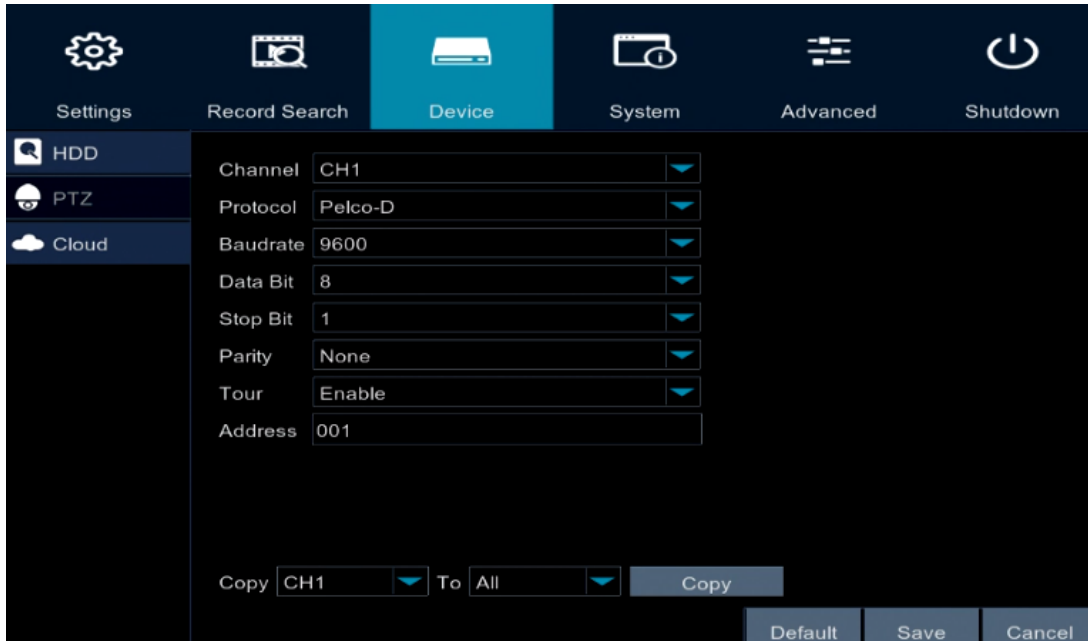 Settings Record Search Device System Advanced Shutdown
HDD
PTZ
Cloud
Channel CH1
Protocol Pelco-D
Baudrate 9600
Data Bit 8
Stop Bit 1
Parity None
Tour Enable
Address 001
Copy CH1 To All Copy
Default Save Cancel